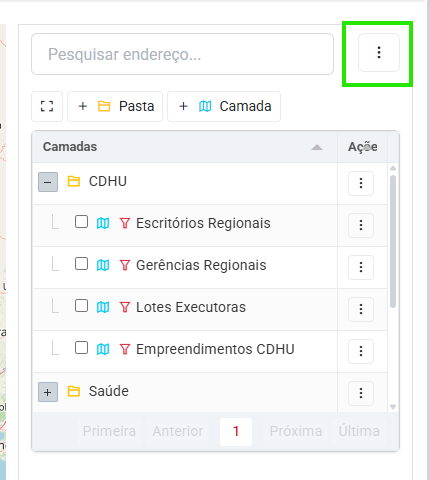 Pesquisar endereço...
+ Pasta + Camada
Camadas Açõe
CDHU
Escritórios Regionais
Gerências Regionais
Lotes Executoras
Empreendimentos CDHU
+ Saúde
Primeira Anterior 1 Próxima Última